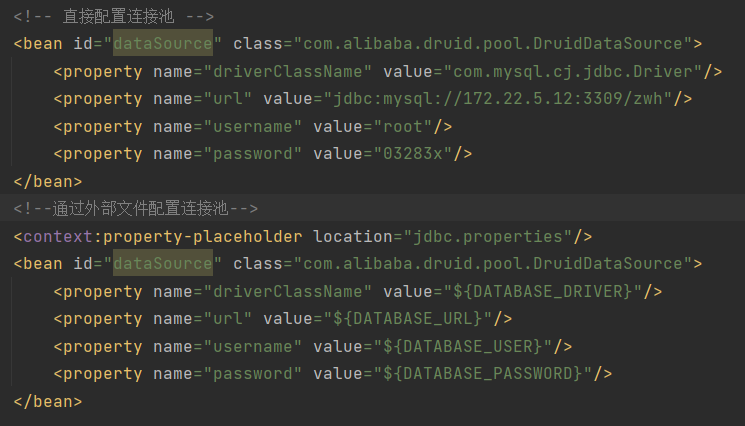 <!-- 直接配置连接池 -->
<bean id="dataSource" class="com.alibaba.druid.pool.DruidDataSource">
    <property name="driverClassName" value="com.mysql.cj.jdbc.Driver"/>
    <property name="url" value="jdbc:mysql://172.22.5.12:3309/zwh"/>
    <property name="username" value="root"/>
    <property name="password" value="03283x"/>
</bean>
<!--通过外部文件配置连接池-->
<context:property-placeholder location="jdbc.properties"/>
<bean id="dataSource" class="com.alibaba.druid.pool.DruidDataSource">
    <property name="driverClassName" value="${DATABASE_DRIVER}"/>
    <property name="url" value="${DATABASE_URL}"/>
    <property name="username" value="${DATABASE_USER}"/>
    <property name="password" value="${DATABASE_PASSWORD}"/>
</bean>